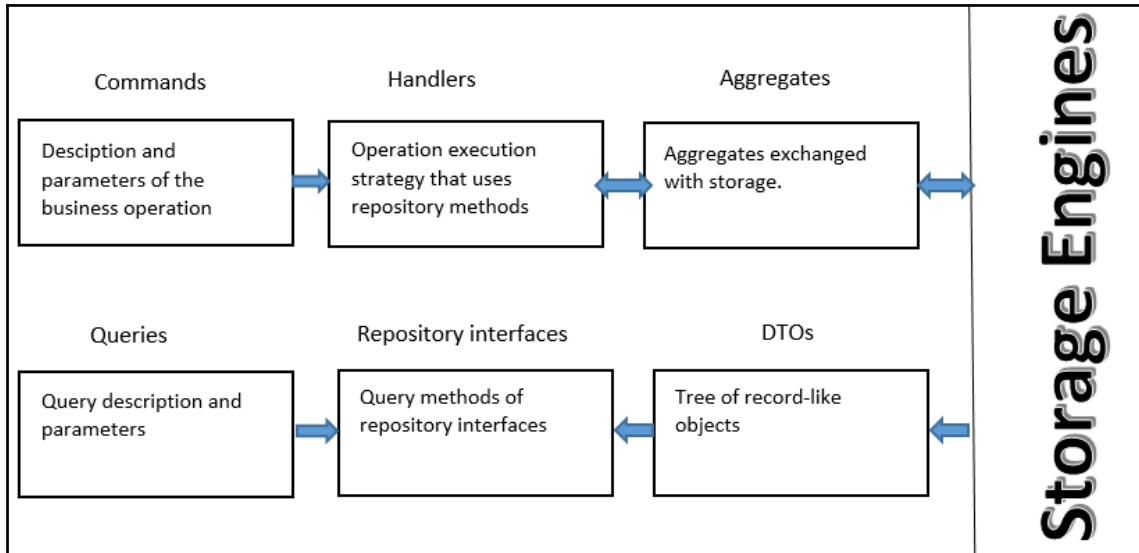 Commands
Handlers
Aggregates
Desciption and
parameters of the
business operation
Operation execution
strategy that uses
repository methods
Aggregates exchanged
with storage.
Queries
Repository interfaces
DTOs
Query description and
parameters
Query methods of
repository interfaces
Tree of record-like
objects
Storage Engines